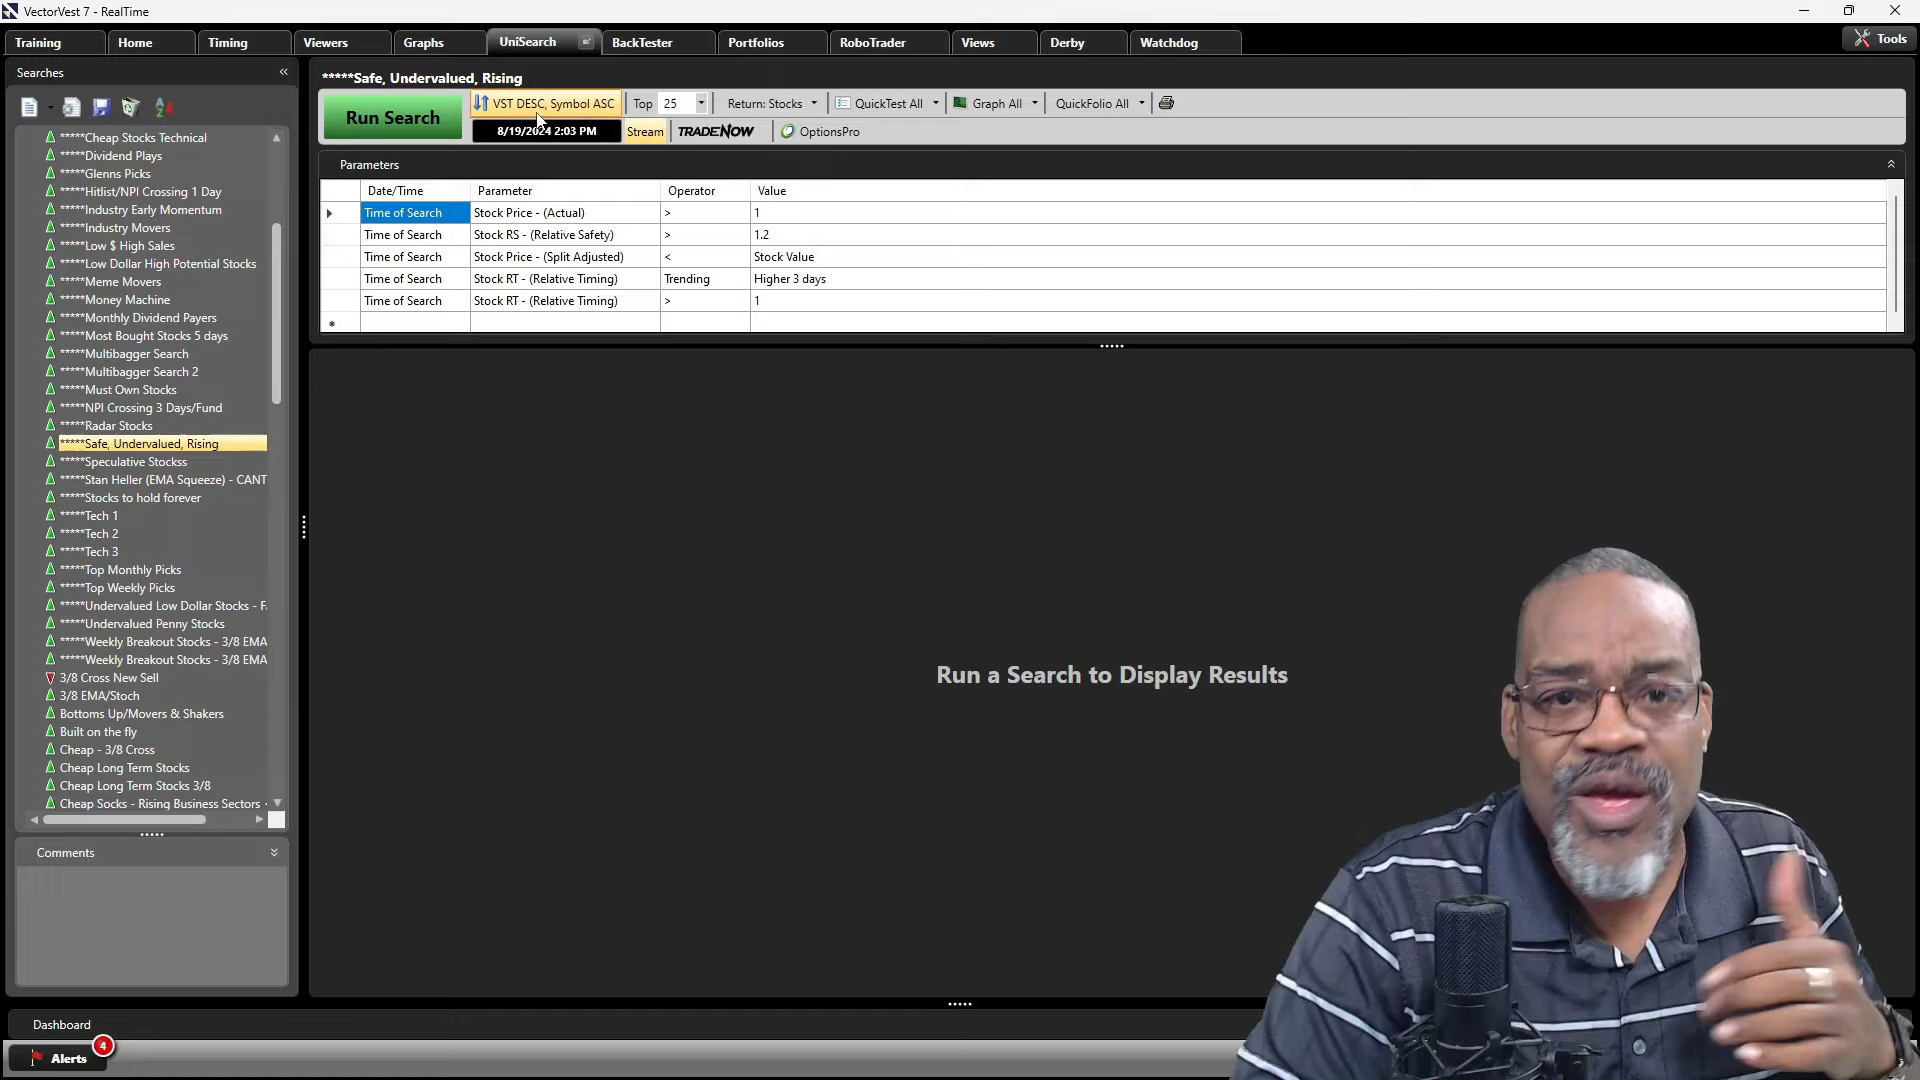 VectorVest 7 - RealTime
Training
Home
Timing
Viewers
Graphs
UniSearch
BackTester
Portfolios
RoboTrader
Views
Derby
Watchdog
Tools
Searches
*****Safe, Undervalued, Rising
Run Search
VST DESC, Symbol ASC
Top 25
Return: Stocks
QuickTest All
Graph All
QuickFolio All
8/19/2024 2:03 PM
Stream
TRADENOW
OptionsPro
Parameters
Date/Time Parameter Operator Value
Time of Search Stock Price - (Actual) > 1
Time of Search Stock RS - (Relative Safety) > 1.2
Time of Search Stock Price - (Split Adjusted) < Stock Value
Time of Search Stock RT - (Relative Timing) Trending Higher 3 days
Time of Search Stock RT - (Relative Timing) > 1
*****Cheap Stocks Technical
*****Dividend Plays
*****Glenns Picks
*****Hitlist/NPI Crossing 1 Day
*****Industry Early Momentum
*****Industry Movers
*****Low $ High Sales
*****Low Dollar High Potential Stocks
*****Meme Movers
*****Money Machine
*****Monthly Dividend Payers
*****Most Bought Stocks 5 days
*****Multibagger Search
*****Multibagger Search 2
*****Must Own Stocks
*****NPI Crossing 3 Days/Fund
*****Radar Stocks
*****Safe, Undervalued, Rising
*****Speculative Stockss
*****Stan Heller (EMA Squeeze) - CANT
*****Stocks to hold forever
*****Tech 1
*****Tech 2
*****Tech 3
*****Top Monthly Picks
*****Top Weekly Picks
*****Undervalued Low Dollar Stocks - F
*****Undervalued Penny Stocks
*****Weekly Breakout Stocks - 3/8 EMA
*****Weekly Breakout Stocks - 3/8 EMA
3/8 Cross New Sell
3/8 EMA/Stoch
Bottoms Up/Movers & Shakers
Built on the fly
Cheap - 3/8 Cross
Cheap Long Term Stocks
Cheap Long Term Stocks 3/8
Cheap Socks - Rising Business Sectors
Run a Search to Display Results
Comments
Dashboard
Alerts
4